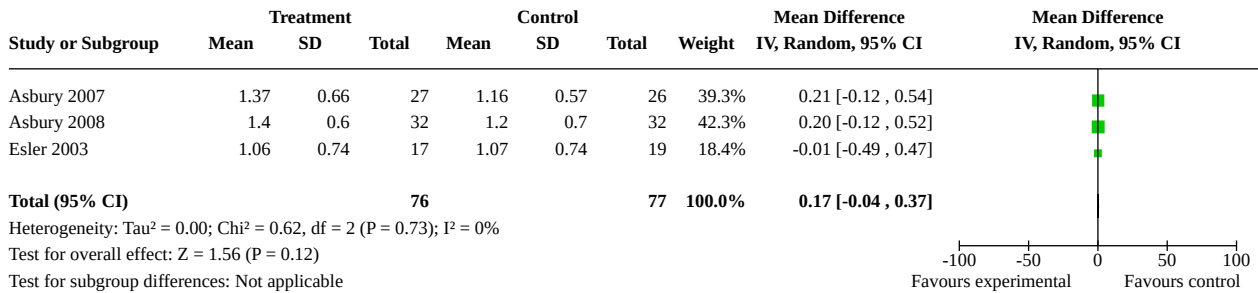 Treatment Control Mean Difference Mean Difference
Study or Subgroup Mean SD Total Mean SD Total Weight IV, Random, 95% CI IV, Random, 95% CI
Asbury 2007 1.37 0.66 27 1.16 0.57 26 39.3% 0.21 [-0.12 , 0.54]
Asbury 2008 1.4 0.6 32 1.2 0.7 32 42.3% 0.20 [-0.12 , 0.52]
Esler 2003 1.06 0.74 17 1.07 0.74 19 18.4% -0.01 [-0.49 , 0.47]
Total (95% CI) 76 77 100.0% 0.17 [-0.04 , 0.37]
Heterogeneity: Tau² = 0.00; Chi² = 0.62, df = 2 (P = 0.73); I² = 0%
Test for overall effect: Z = 1.56 (P = 0.12) -100 -50 0 50 100
Test for subgroup differences: Not applicable Favours experimental Favours control